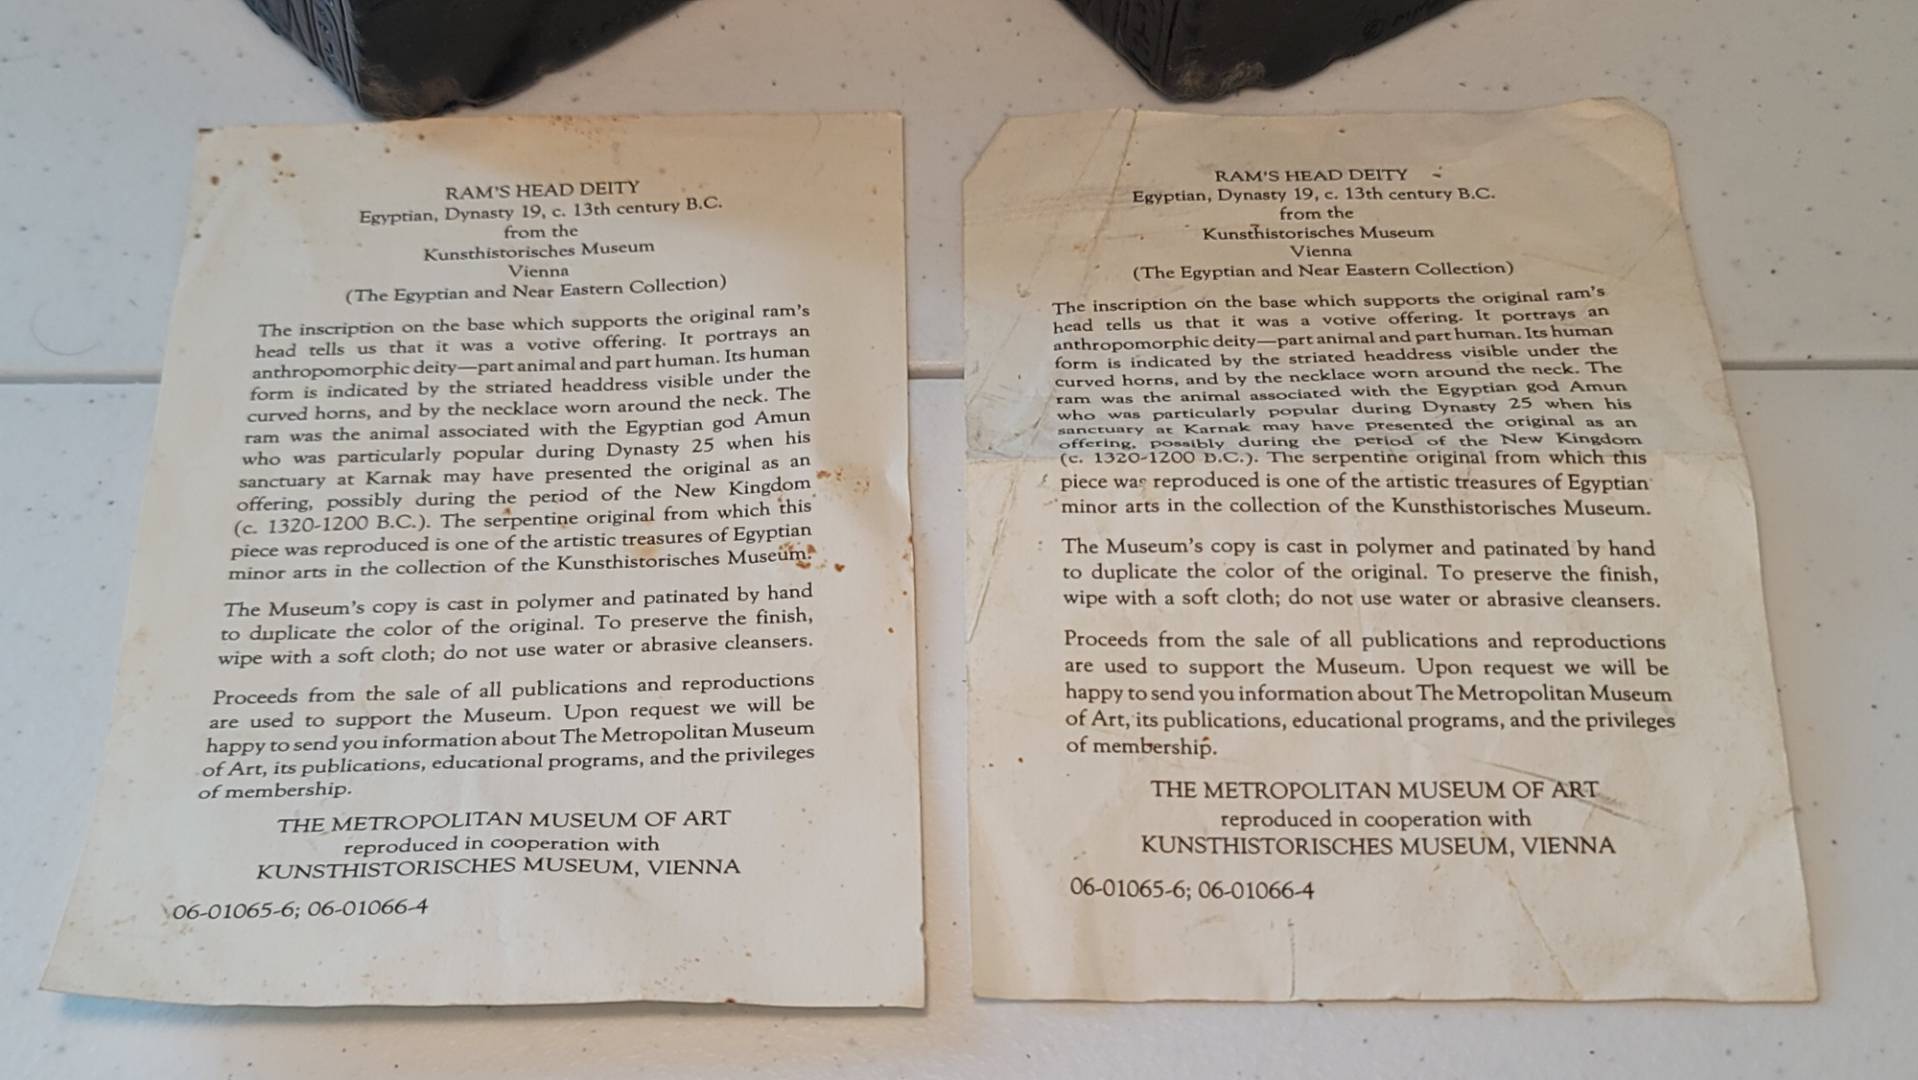 © MMA
RAM'S HEAD DEITY
Egyptian, Dynasty 19, c. 13th century B.C.
from the
Kunsthistorisches Museum
Vienna
(The Egyptian and Near Eastern Collection)
The inscription on the base which supports the original ram's
head tells us that it was a votive offering. It portrays an
anthropomorphic deity—part animal and part human. Its human
form is indicated by the striated headdress visible under the
curved horns, and by the necklace worn around the neck. The
ram was the animal associated with the Egyptian god Amun
who was particularly popular during Dynasty 25 when his
sanctuary at Karnak may have presented the original as an
offering, possibly during the period of the New Kingdom
(c. 1320-1200 B.C.). The serpentine original from which this
piece was reproduced is one of the artistic treasures of Egyptian
minor arts in the collection of the Kunsthistorisches Museum.
The Museum's copy is cast in polymer and patinated by hand
to duplicate the color of the original. To preserve the finish,
wipe with a soft cloth; do not use water or abrasive cleansers.
Proceeds from the sale of all publications and reproductions
are used to support the Museum. Upon request we will be
happy to send you information about The Metropolitan Museum
of Art, its publications, educational programs, and the privileges
of membership.
THE METROPOLITAN MUSEUM OF ART
reproduced in cooperation with
KUNSTHISTORISCHES MUSEUM, VIENNA
06-01065-6; 06-01066-4
RAM'S HEAD DEITY
Egyptian, Dynasty 19, c. 13th century B.C.
from the
Kunsthistorisches Museum
Vienna
(The Egyptian and Near Eastern Collection)
The inscription on the base which supports the original ram's
head tells us that it was a votive offering. It portrays an
anthropomorphic deity—part animal and part human. Its human
form is indicated by the striated headdress visible under the
curved horns, and by the necklace worn around the neck. The
ram was the animal associated with the Egyptian god Amun
who was particularly popular during Dynasty 25 when his
sanctuary at Karnak may have presented the original as an
offering, possibly during the period of the New Kingdom
(c. 1320-1200 B.C.). The serpentine original from which this
piece was reproduced is one of the artistic treasures of Egyptian
minor arts in the collection of the Kunsthistorisches Museum.
The Museum's copy is cast in polymer and patinated by hand
to duplicate the color of the original. To preserve the finish,
wipe with a soft cloth; do not use water or abrasive cleansers.
Proceeds from the sale of all publications and reproductions
are used to support the Museum. Upon request we will be
happy to send you information about The Metropolitan Museum
of Art, its publications, educational programs, and the privileges
of membership.
THE METROPOLITAN MUSEUM OF ART
reproduced in cooperation with
KUNSTHISTORISCHES MUSEUM, VIENNA
06-01065-6; 06-01066-4